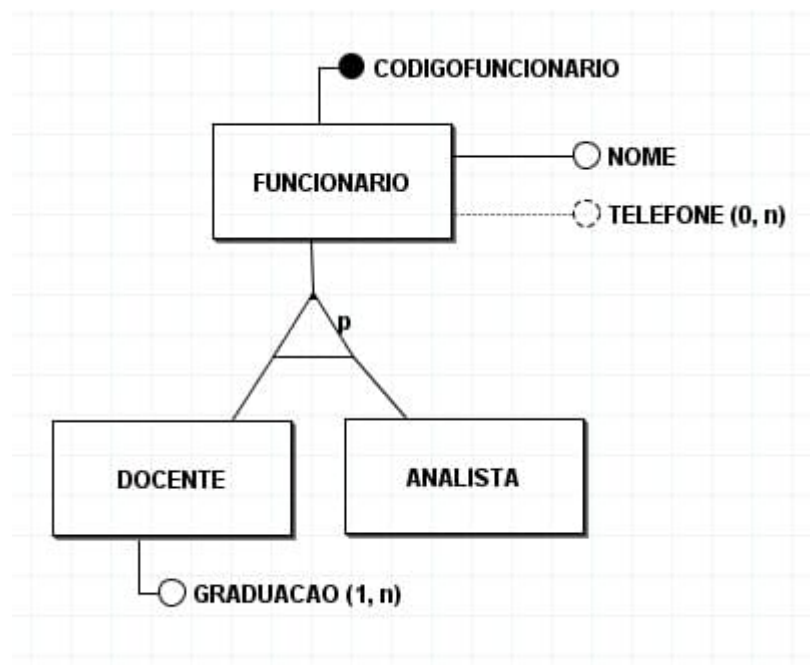 CODIGOFUNCIONARIO
FUNCIONARIO
NOME
TELEFONE (0, n)
p
DOCENTE
ANALISTA
GRADUACAO (1, n)